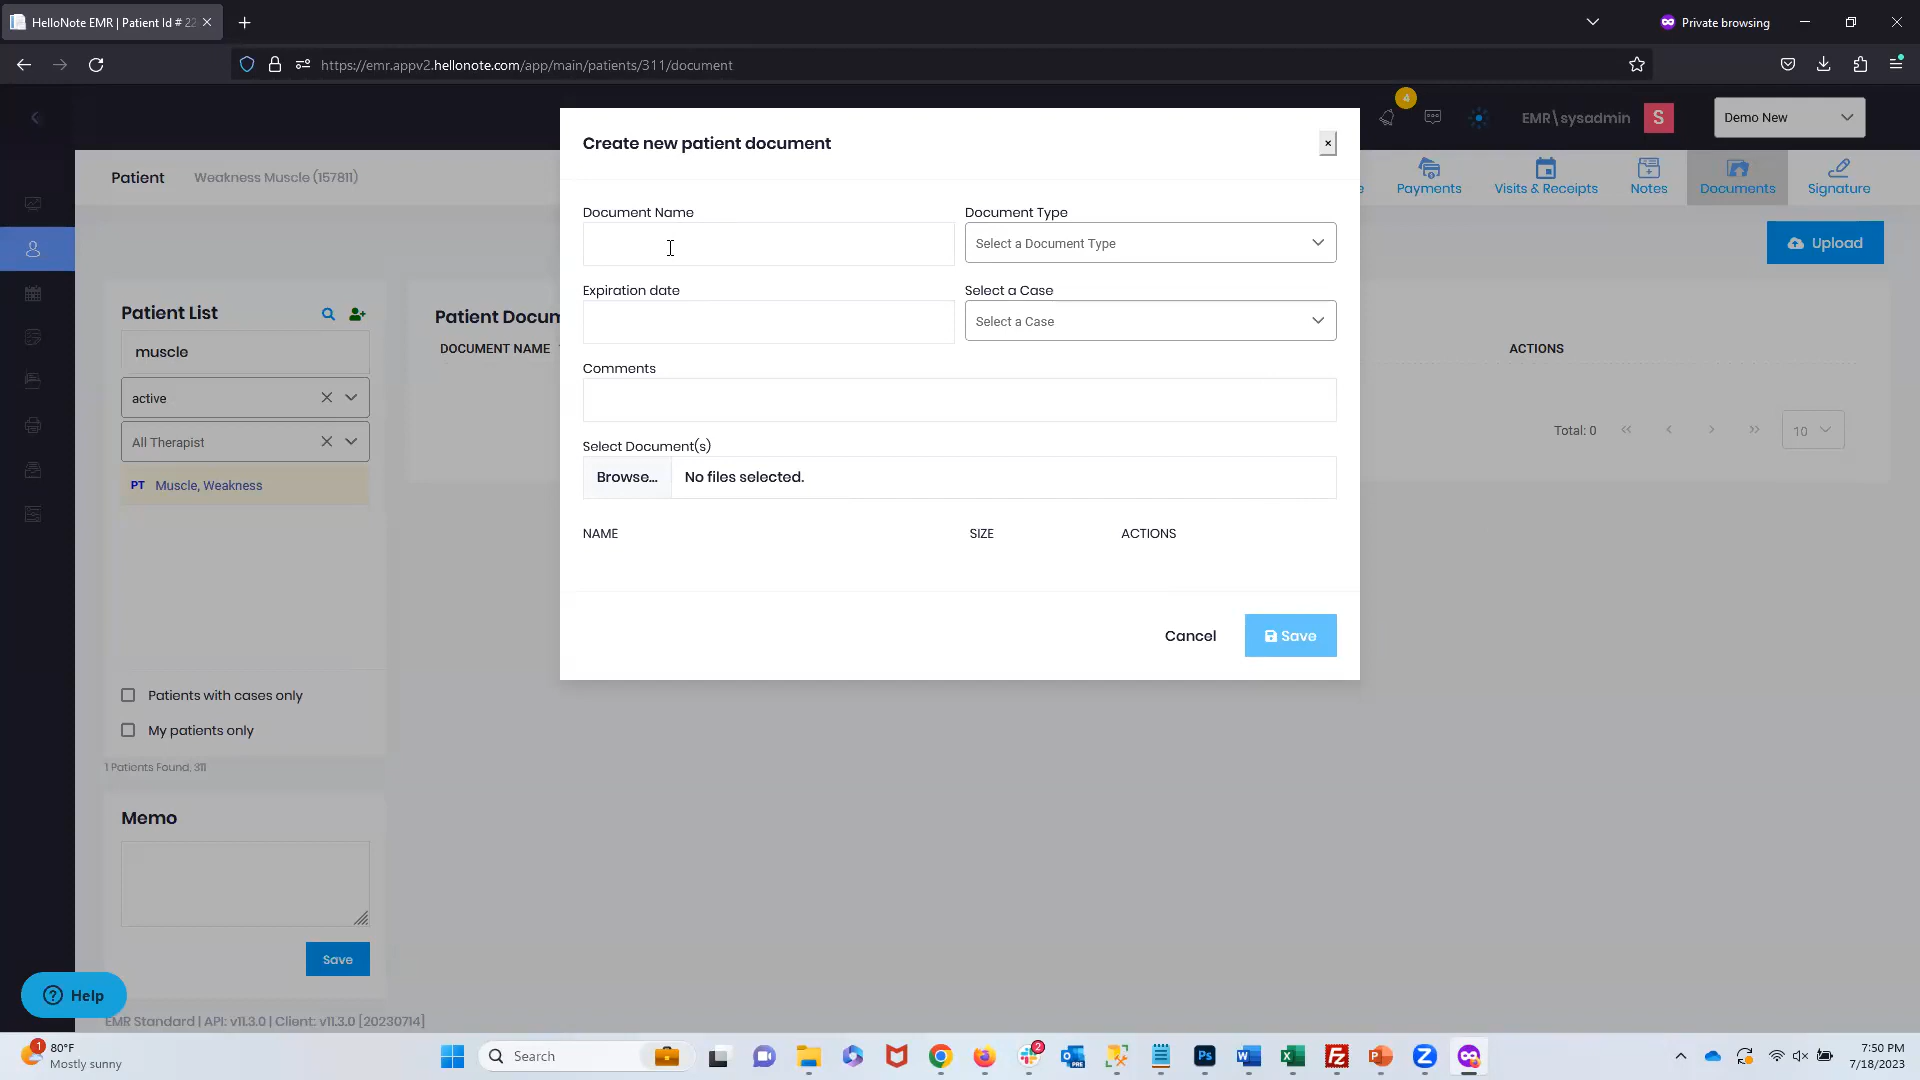 HelloNote EMR | Patient Id # 22
Private browsing
https://emr.appv2.hellonote.com/app/main/patients/311/document
4
EMR\sysadmin
S
Demo New
Patient
Weakness Muscle (157811)
Payments
Visits & Receipts
Notes
Documents
Signature
Upload
Create new patient document
×
Document Name
Document Type
Select a Document Type
Expiration date
Select a Case
Select a Case
Comments
Select Document(s)
Browse...
No files selected.
NAME
SIZE
ACTIONS
Cancel
Save
Patient List
muscle
active
All Therapist
PT Muscle, Weakness
Patients with cases only
My patients only
1 Patients Found, 311
Patient Docum
DOCUMENT NAME
ACTIONS
Total: 0
10
Memo
Save
Help
EMR Standard | API: v11.3.0 | Client: v11.3.0 [20230714]
1
80°F
Mostly sunny
Search
2
PRE
Ps
7:50 PM
7/18/2023